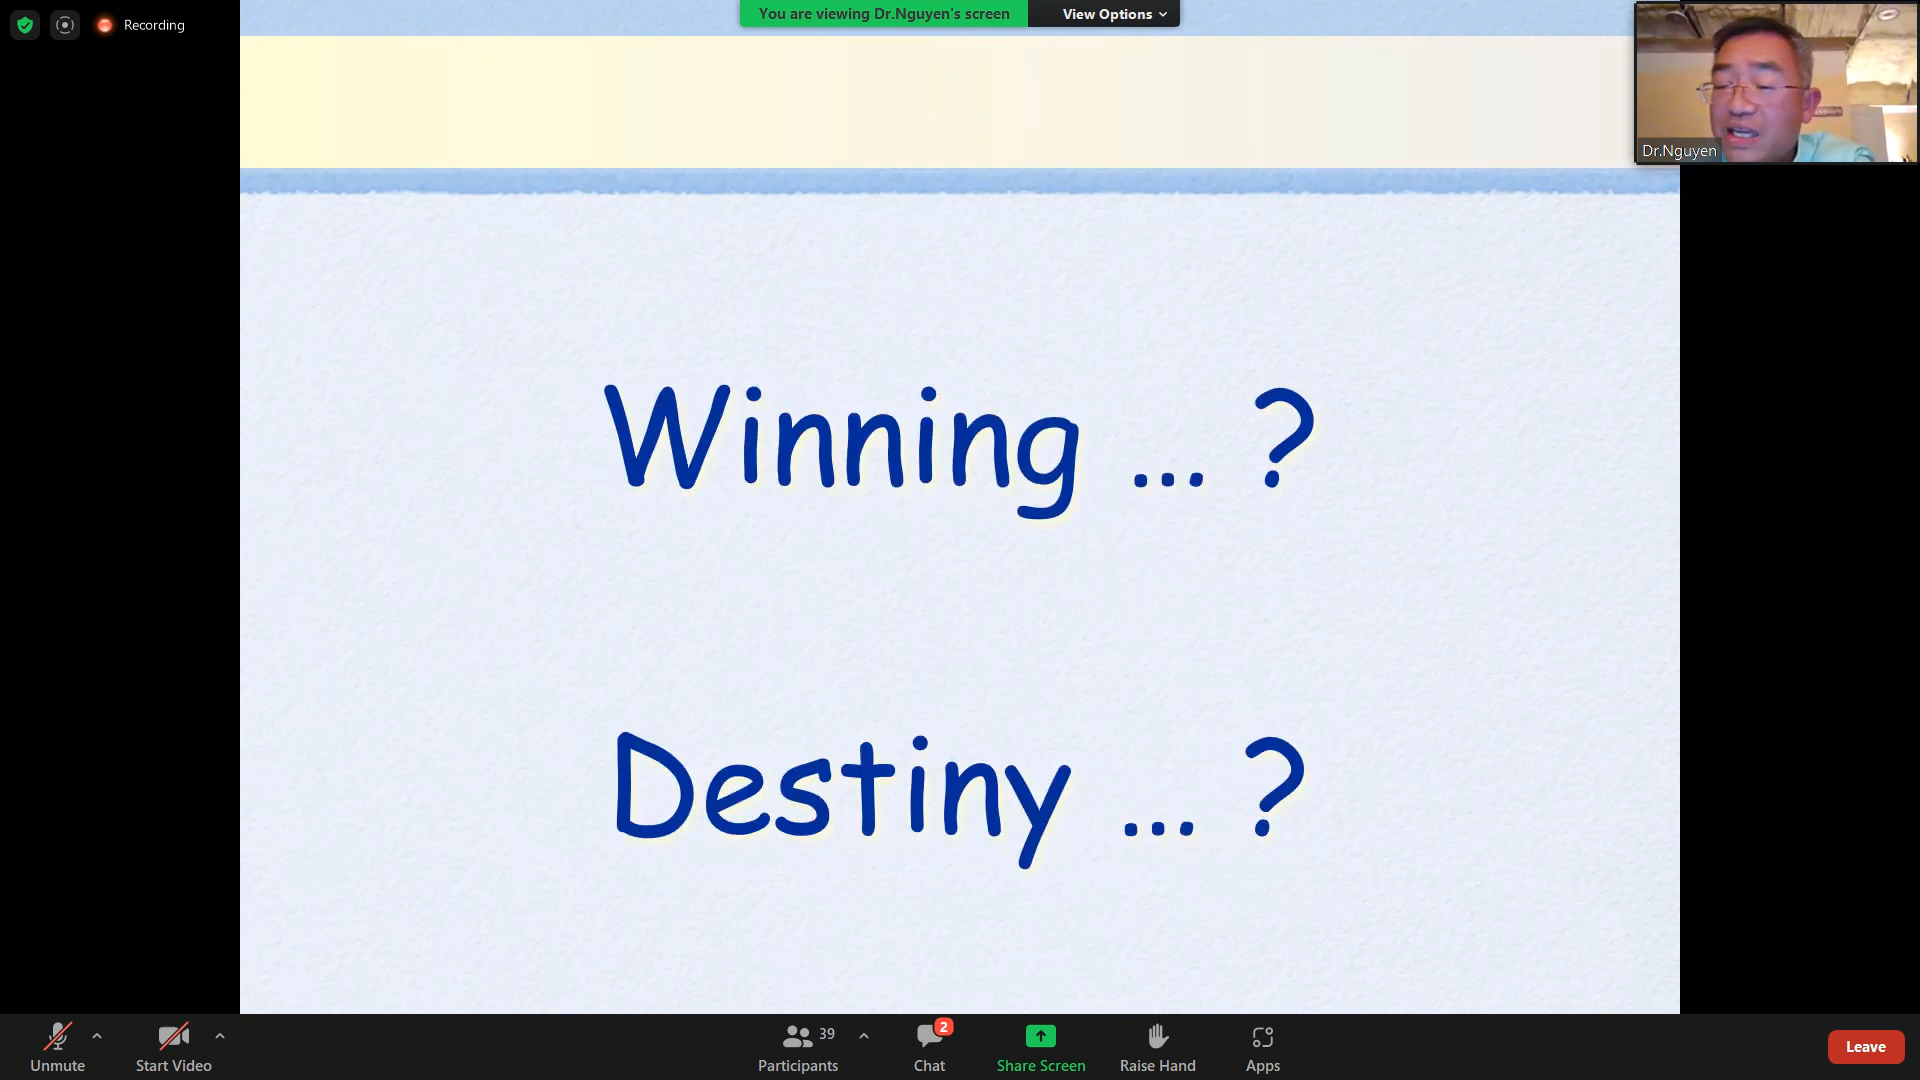 Recording
You are viewing Dr.Nguyen's screen
View Options
Dr.Nguyen
Winning ... ?
Destiny ... ?
Unmute
Start Video
39
Participants
2
Chat
Share Screen
Raise Hand
Apps
Leave